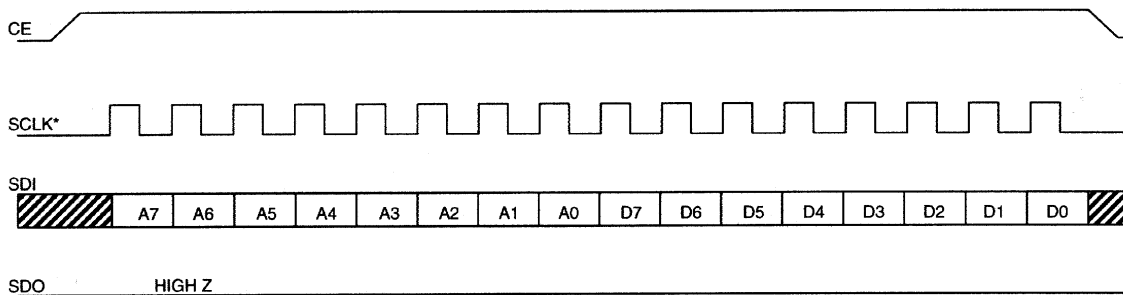 CE
SCLK*
SDI
A7 A6 A5 A4 A3 A2 A1 A0 D7 D6 D5 D4 D3 D2 D1 D0
SDO HIGH Z